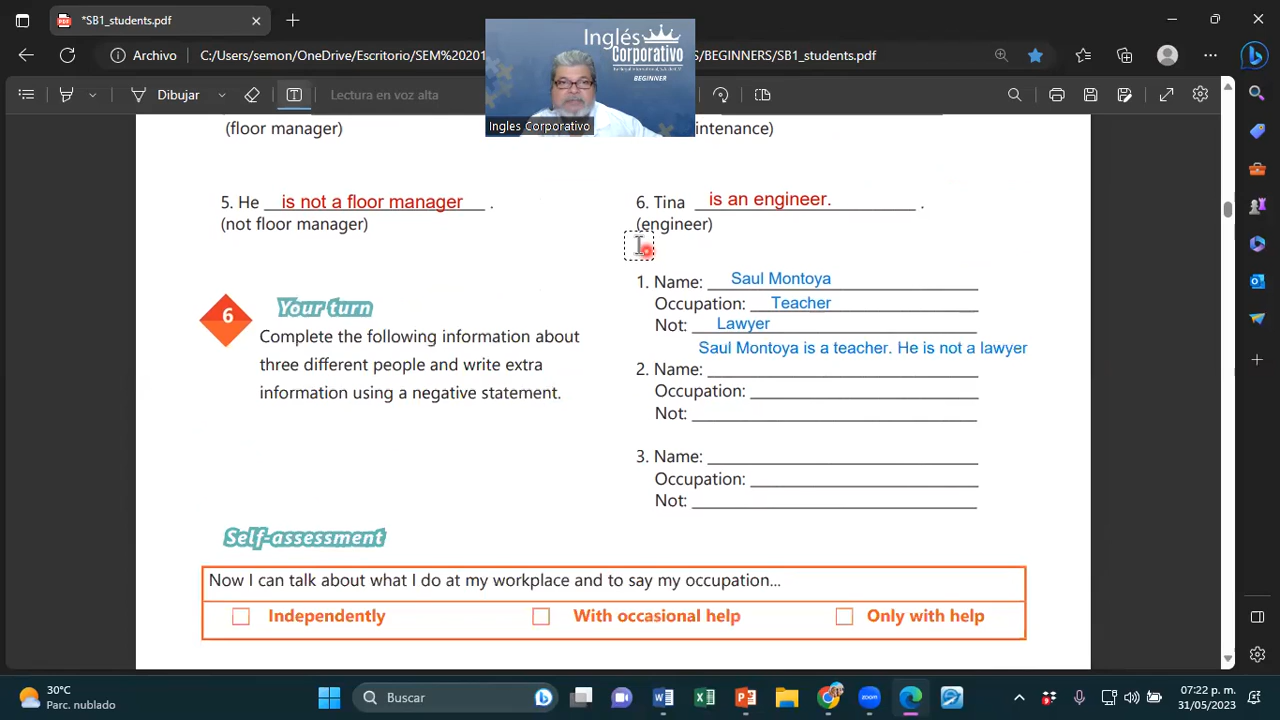 *SB1_students.pdf
Archivo
C:/Users/semon/OneDrive/Escritorio/SEM%201
S/BEGINNERS/SB1_students.pdf
Dibujar
Lectura en voz alta
Inglés
Corporativo
BEGINNER
Ingles Corporativo
(floor manager)
intenance)
5. He is not a floor manager .
(not floor manager)
6. Tina is an engineer. .
(engineer)
6
Your turn
Complete the following information about
three different people and write extra
information using a negative statement.
1. Name: Saul Montoya
Occupation: Teacher
Not: Lawyer
Saul Montoya is a teacher. He is not a lawyer
2. Name:
Occupation:
Not:
3. Name:
Occupation:
Not:
Self-assessment
Now I can talk about what I do at my workplace and to say my occupation...
Independently
With occasional help
Only with help
30°C
Parc. nublado
Buscar
07:22 p. m.
31/05/2023